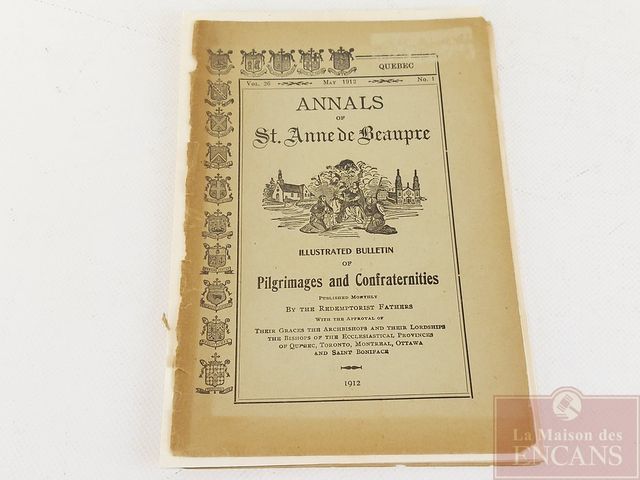 QUEBEC
VOL. 26 MAY 1912 No. 1
ANNALS
OF
St. Anne de Beaupre
ILLUSTRATED BULLETIN
OF
Pilgrimages and Confraternities
PUBLISHED MONTHLY
BY THE REDEMPTORIST FATHERS
WITH THE APPROVAL OF
THEIR GRACES THE ARCHBISHOPS AND THEIR LORDSHIPS
THE BISHOPS OF THE ECCLESIASTICAL PROVINCES
OF QUEBEC, TORONTO, MONTREAL, OTTAWA
AND SAINT BONIFACE
1912
La Maison des
ENCANS